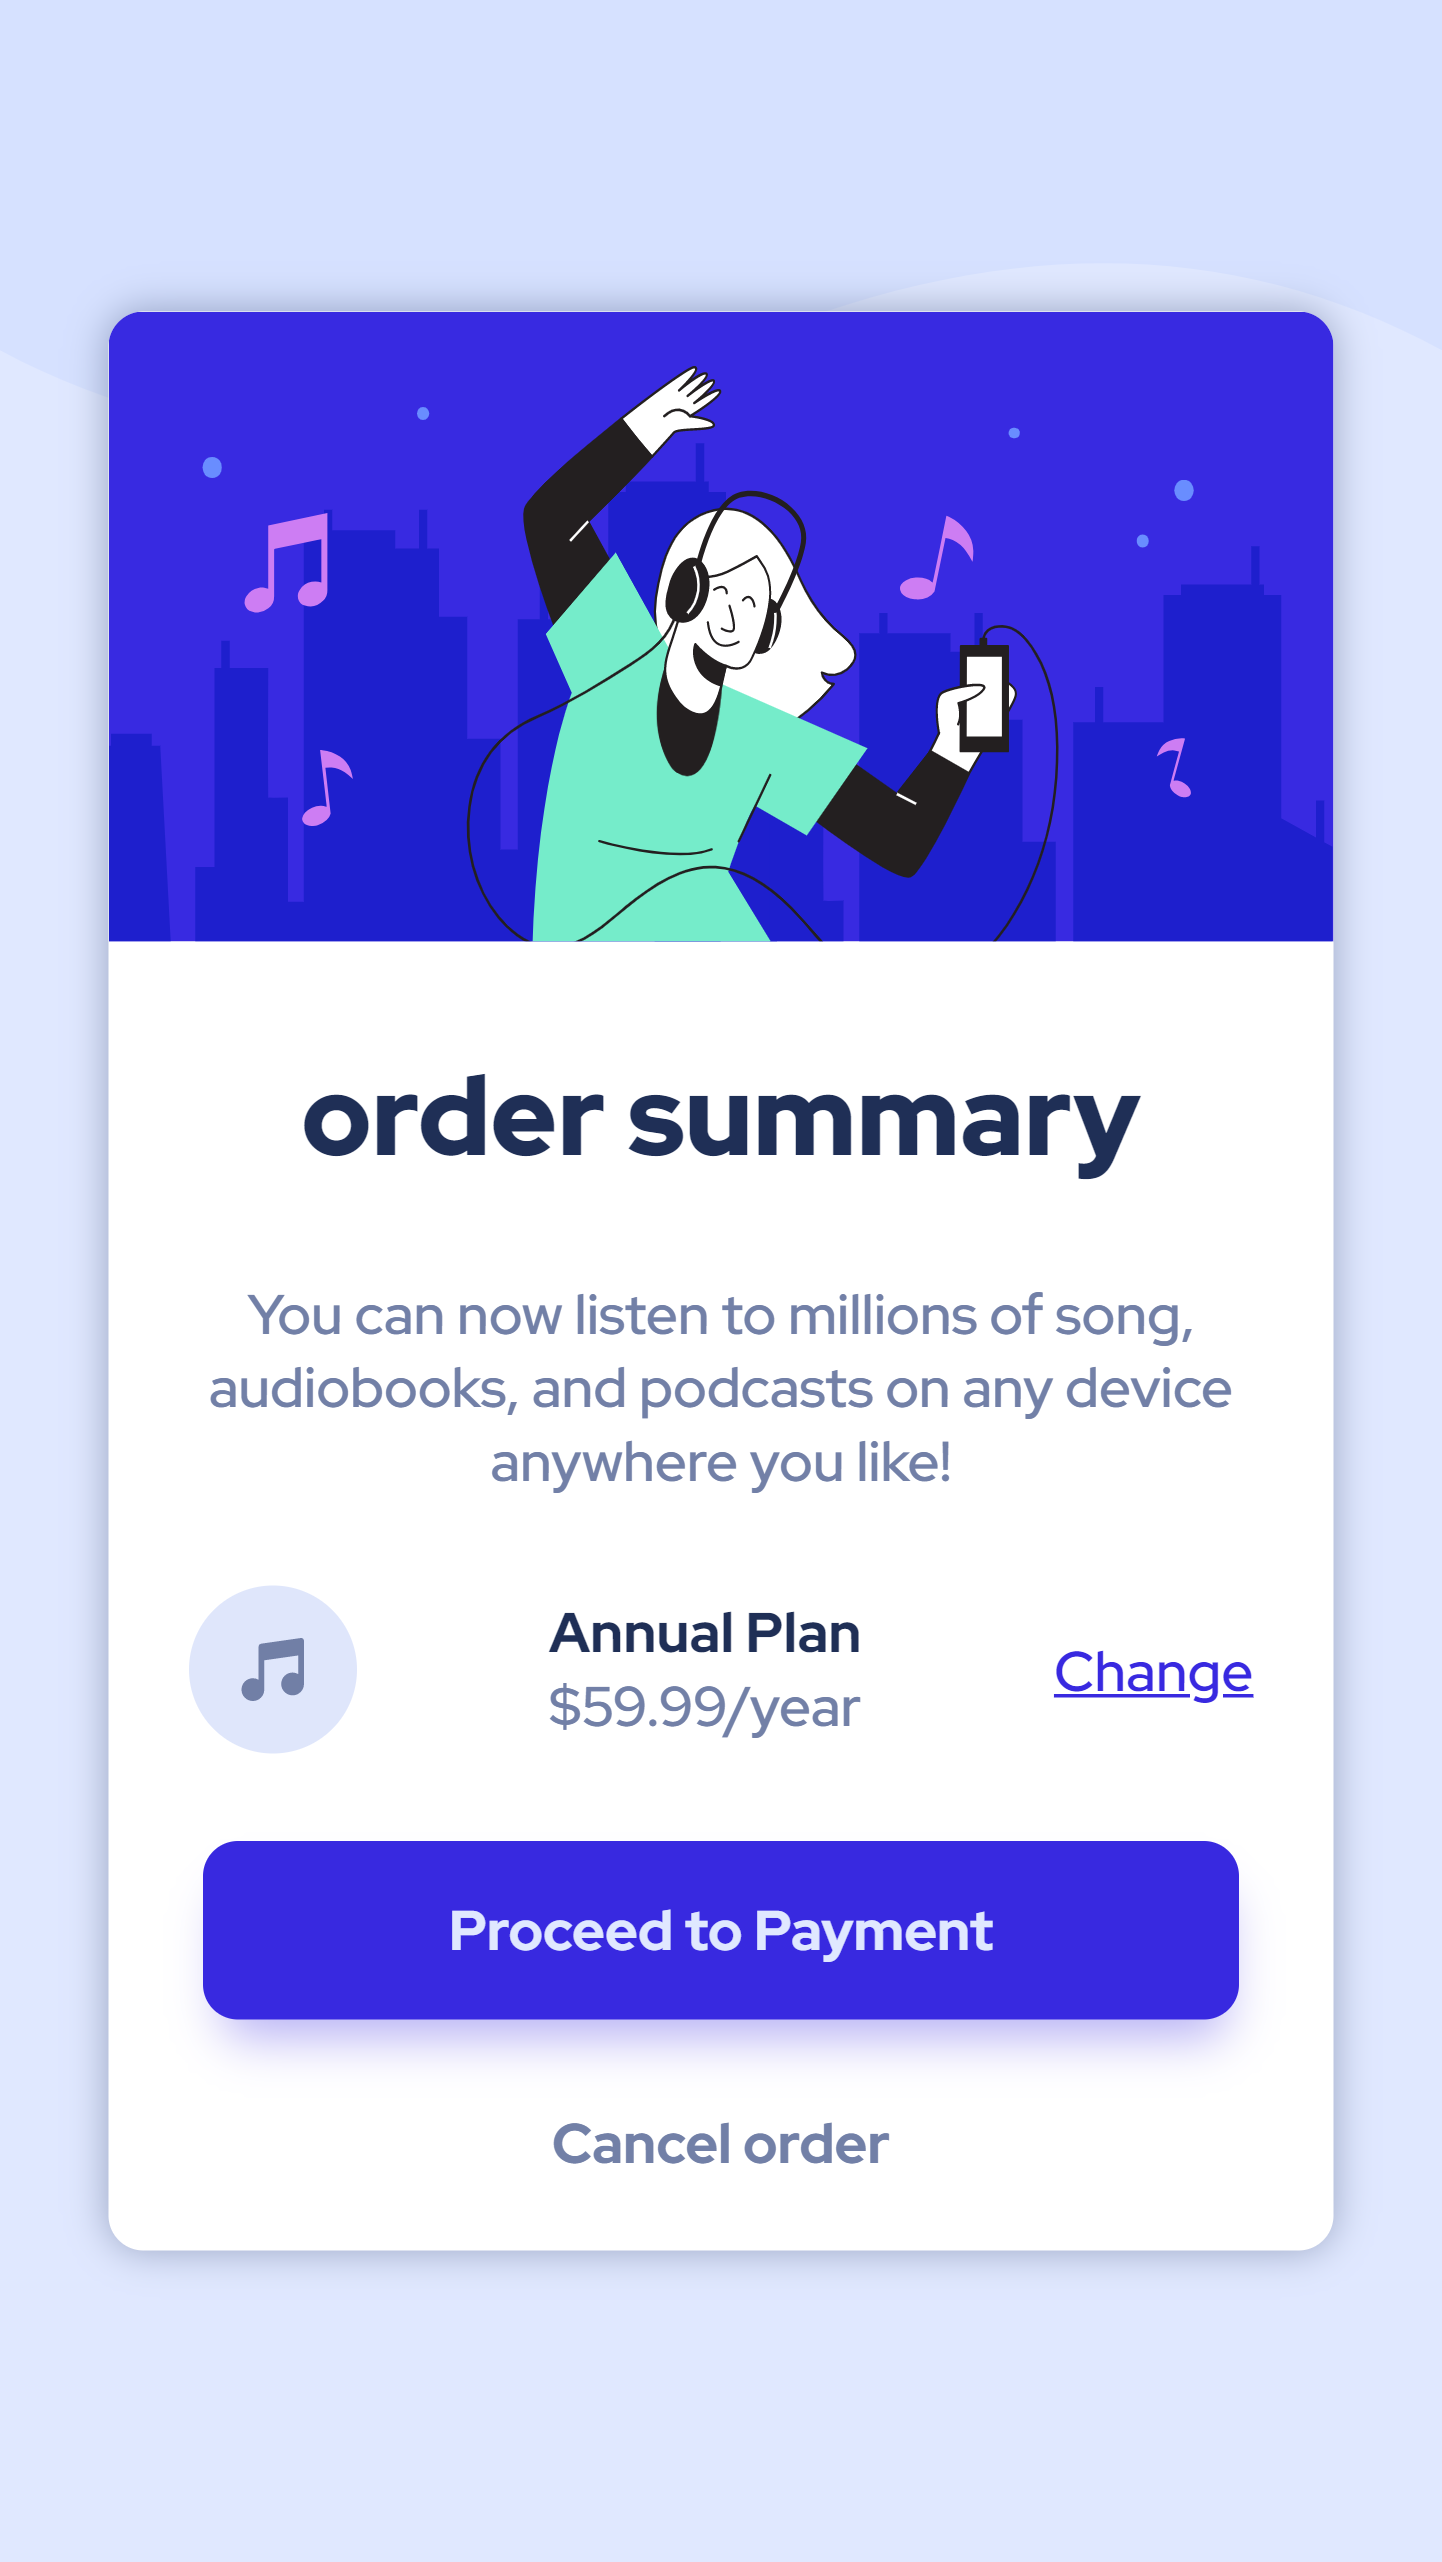 order summary
You can now listen to millions of song,
audiobooks, and podcasts on any device
anywhere you like!
Annual Plan
$59.99/year
Change
Proceed to Payment
Cancel order